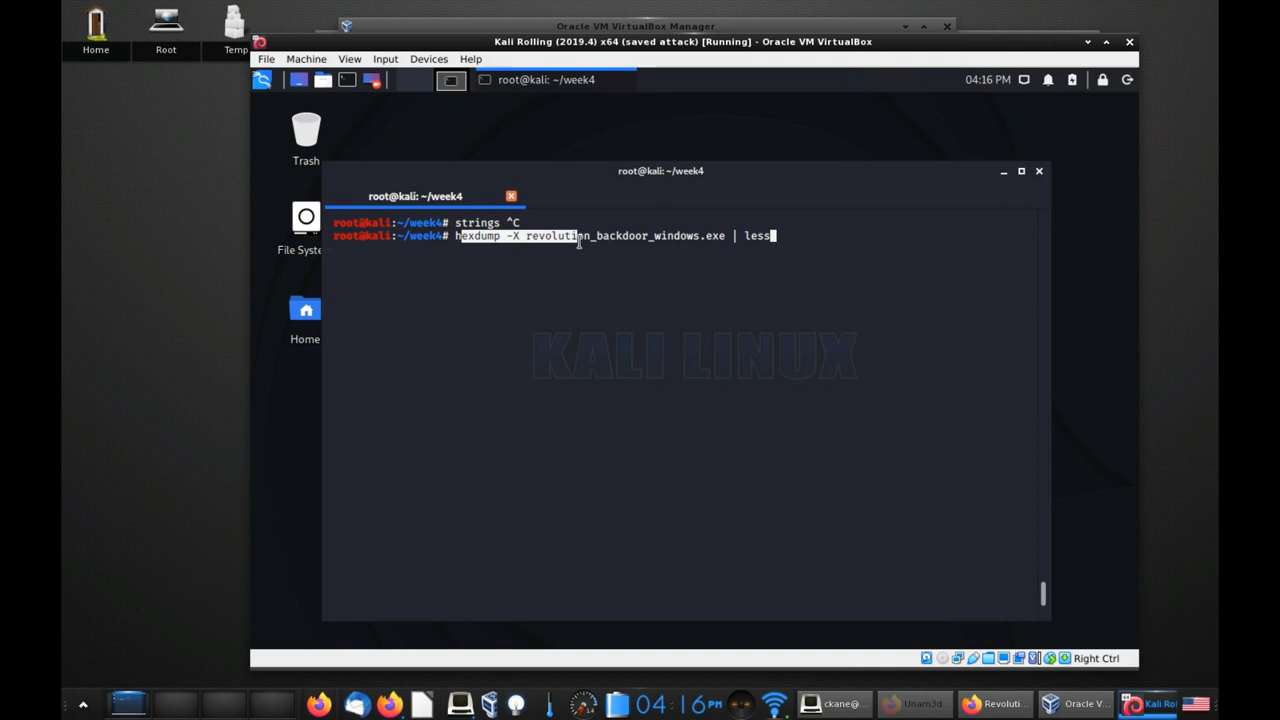 Oracle VM VirtualBox Manager
Kali Rolling (2019.4) x64 (saved attack) [Running] - Oracle VM VirtualBox
File Machine View Input Devices Help
root@kali: ~/week4
04:16 PM
Home
Root
Temp
Trash
File Syste
Home
root@kali: ~/week4
root@kali: ~/week4
root@kali:~/week4# strings ^C
root@kali:~/week4# hexdump -X revolution_backdoor_windows.exe | less
KALI LINUX
Right Ctrl
04:16 PM
ckane@...
Unam3d...
Revoluti...
Oracle V...
Kali Rol...